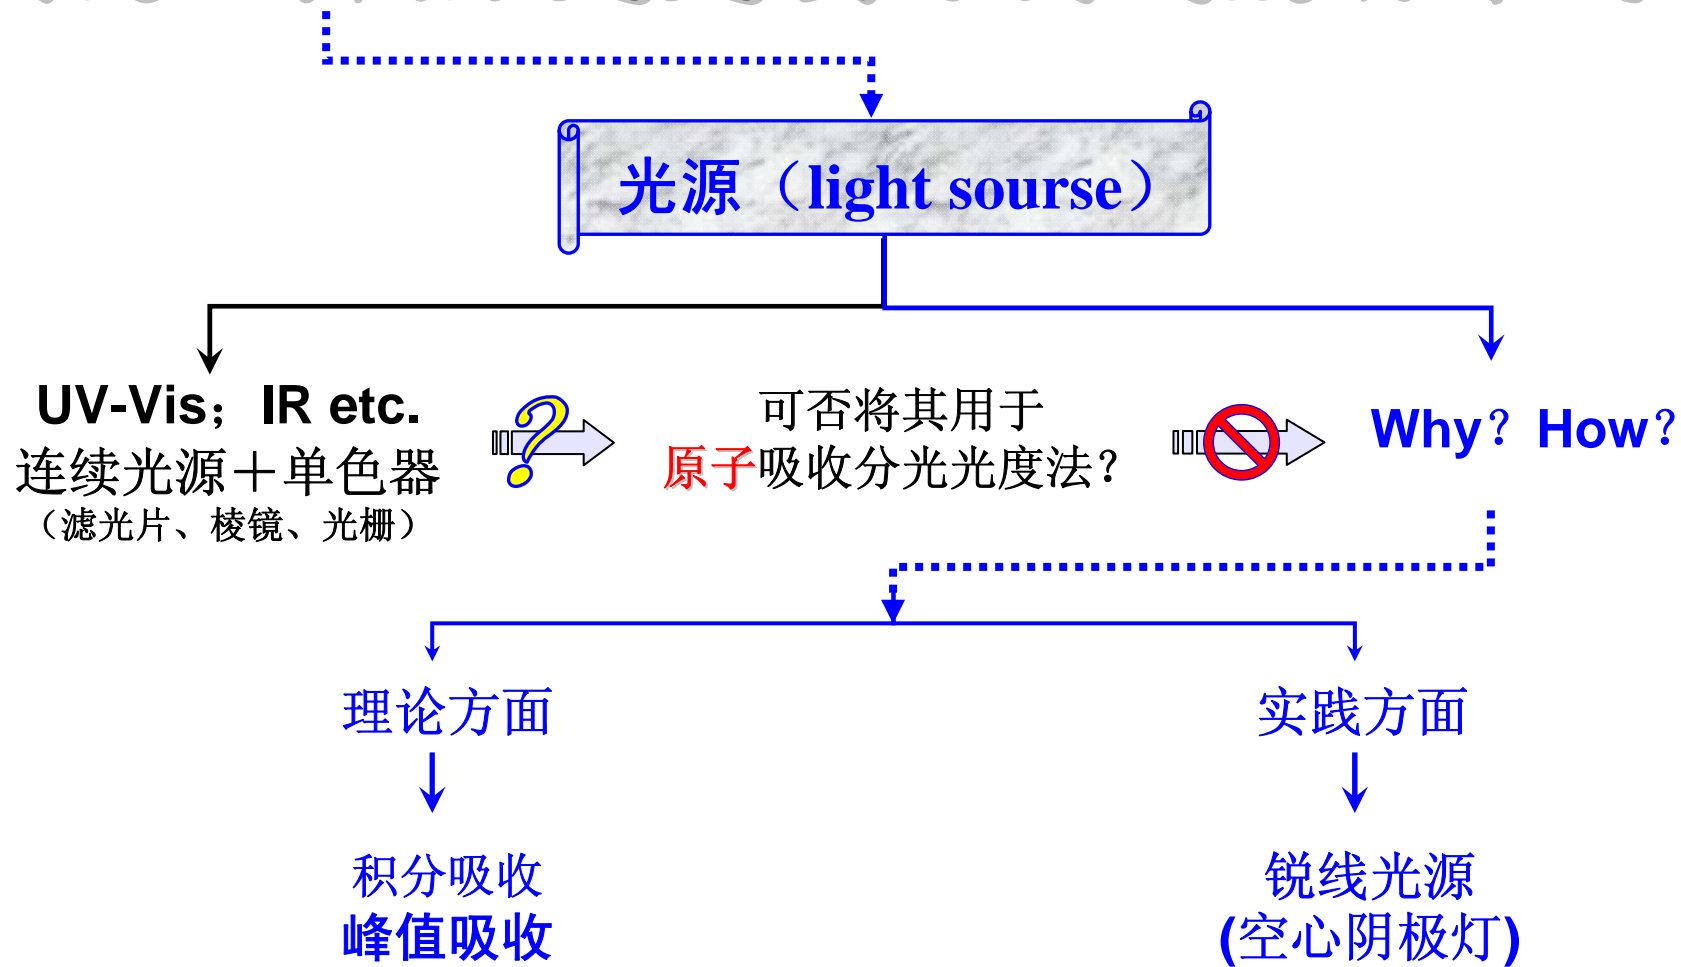 光源（light sourse）
UV-Vis；IR etc.
连续光源＋单色器
（滤光片、棱镜、光栅）
可否将其用于
原子吸收分光光度法？
Why？How？
理论方面
实践方面
积分吸收
峰值吸收
锐线光源
(空心阴极灯)